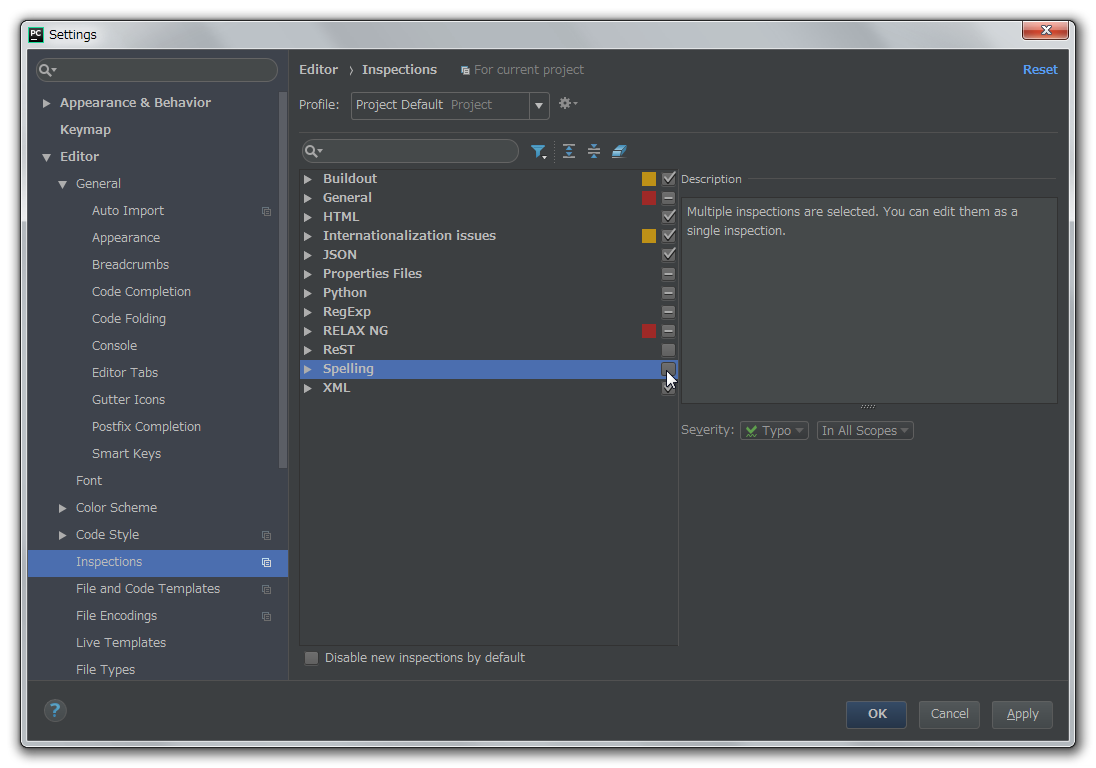 PC Settings
Editor › Inspections For current project Reset
Profile: Project Default Project
Appearance & Behavior
Keymap
Editor
General
Auto Import
Appearance
Breadcrumbs
Code Completion
Code Folding
Console
Editor Tabs
Gutter Icons
Postfix Completion
Smart Keys
Font
Color Scheme
Code Style
Inspections
File and Code Templates
File Encodings
Live Templates
File Types
Buildout
General
HTML
Internationalization issues
JSON
Properties Files
Python
RegExp
RELAX NG
ReST
Spelling
XML
Disable new inspections by default
Description
Multiple inspections are selected. You can edit them as a
single inspection.
Severity: Typo In All Scopes
? OK Cancel Apply